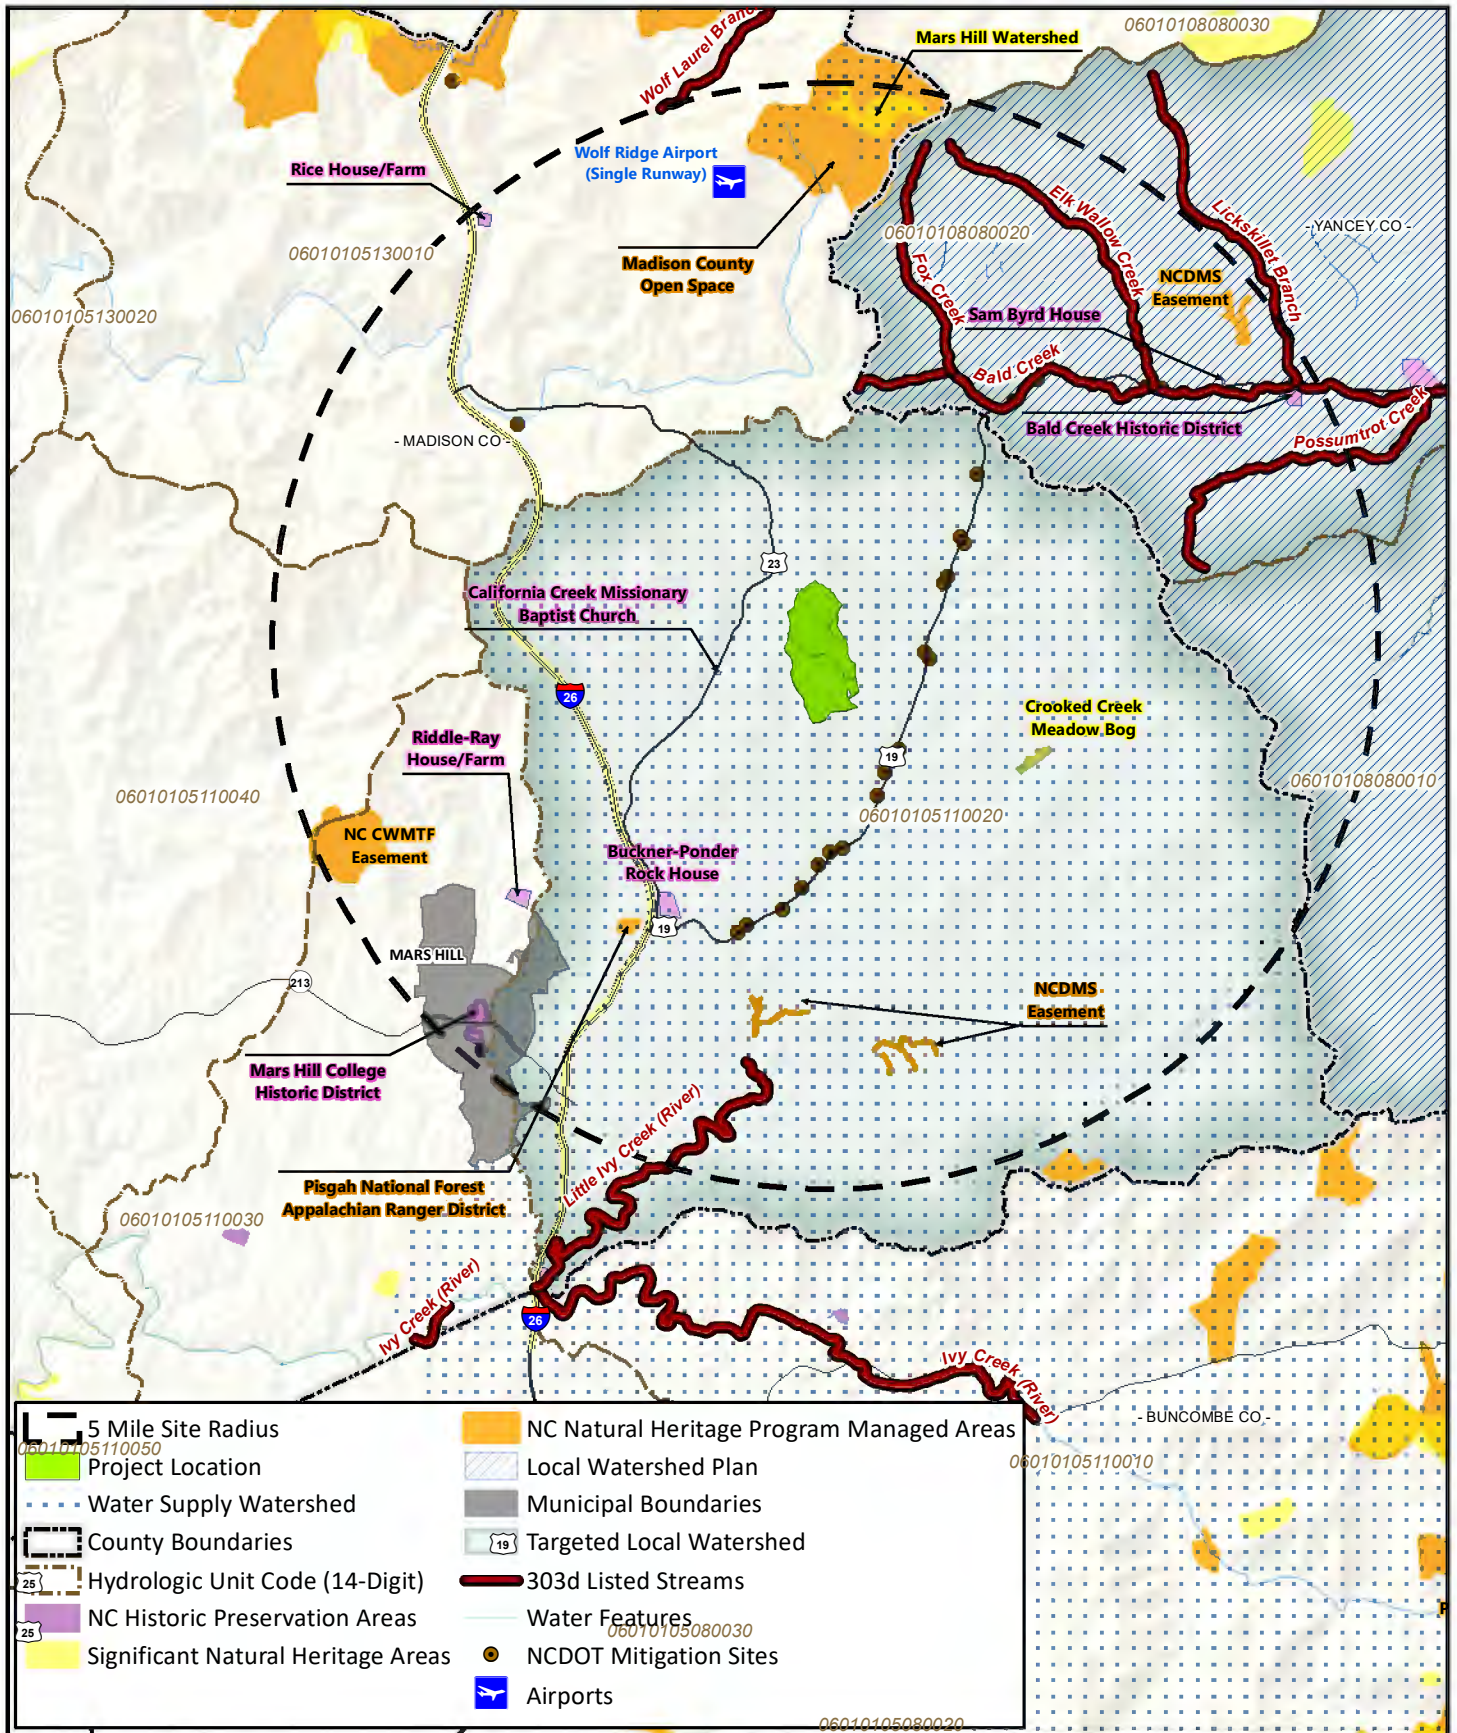 06010108080030
Wolf Laurel Branch
Mars Hill Watershed
Rice House/Farm
Wolf Ridge Airport
(Single Runway)
Elk Wallow Creek
Lickskillet Branch
- YANCEY CO -
06010108080020
06010105130010
Madison County
Open Space
Fox Creek
NCDMS
Easement
06010105130020
Sam Byrd House
Bald Creek
- MADISON CO -
Bald Creek Historic District
Possumtrot Creek
23
California Creek Missionary
Baptist Church
26
Crooked Creek
Meadow Bog
Riddle-Ray
House/Farm
19
06010108080010
06010105110040
06010105110020
NC CWMTF
Easement
Buckner-Ponder
Rock House
19
MARS HILL
213
NCDMS
Easement
Mars Hill College
Historic District
Little Ivy Creek (River)
Pisgah National Forest
Appalachian Ranger District
06010105110030
Ivy Creek (River)
26
Ivy Creek (River)
- BUNCOMBE CO -
5 Mile Site Radius
06010105110050
Project Location
Water Supply Watershed
County Boundaries
25
Hydrologic Unit Code (14-Digit)
NC Historic Preservation Areas
25
Significant Natural Heritage Areas
NC Natural Heritage Program Managed Areas
06010105110010
Local Watershed Plan
Municipal Boundaries
19
Targeted Local Watershed
303d Listed Streams
Water Features
06010105080030
NCDOT Mitigation Sites
Airports
06010105080020